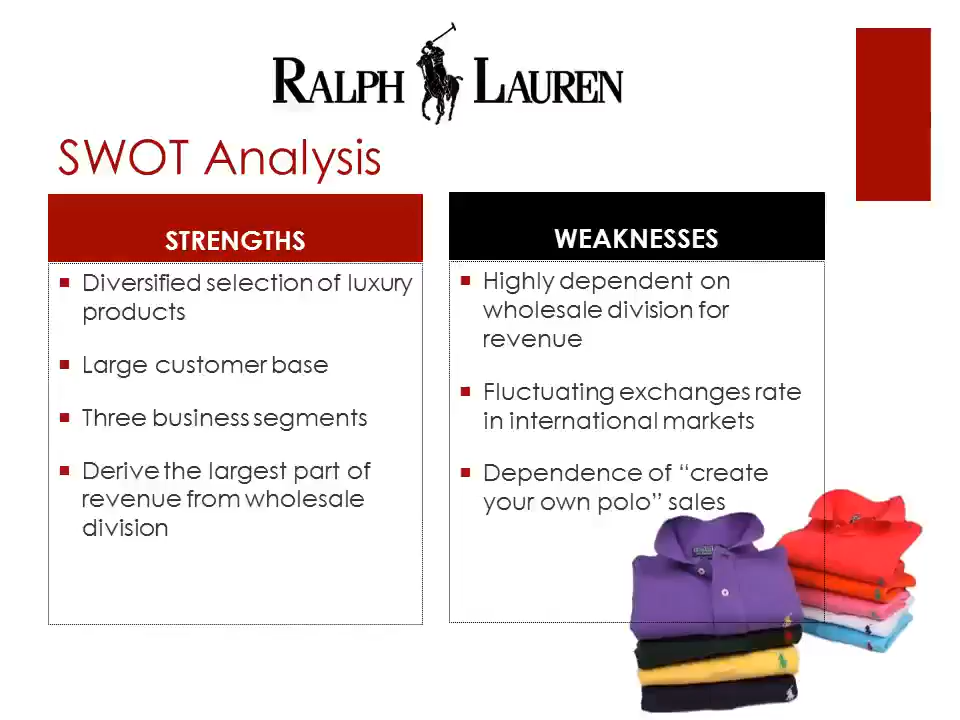 RALPH LAUREN
SWOT Analysis
STRENGTHS
▪ Diversified selection of luxury
products
▪ Large customer base
▪ Three business segments
▪ Derive the largest part of
revenue from wholesale
division
WEAKNESSES
▪ Highly dependent on
wholesale division for
revenue
▪ Fluctuating exchanges rate
in international markets
▪ Dependence of “create
your own polo” sales